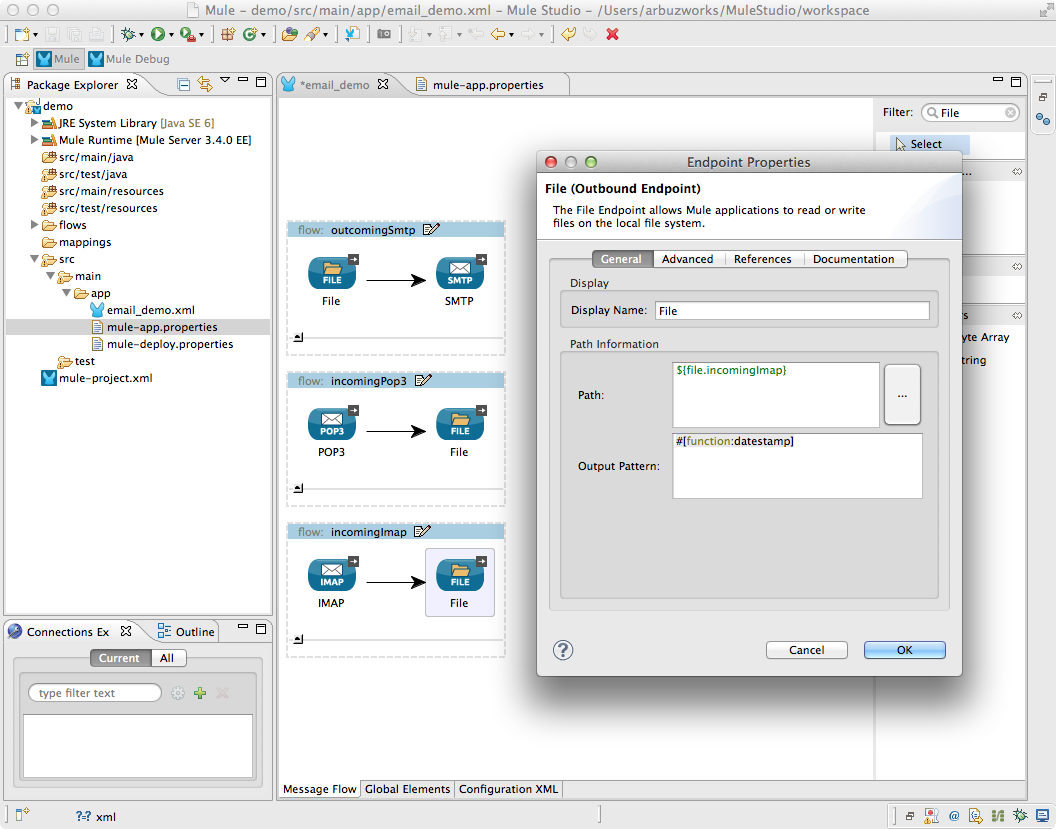 Mule – demo/src/main/app/email_demo.xml – Mule Studio – /Users/arbuzworks/MuleStudio/workspace
Mule
Mule Debug
Package Explorer
demo
JRE System Library [Java SE 6]
Mule Runtime [Mule Server 3.4.0 EE]
src/main/java
src/test/java
src/main/resources
src/test/resources
flows
mappings
src
main
app
email_demo.xml
mule-app.properties
mule-deploy.properties
test
mule-project.xml
Connections Ex
Outline
Current
All
type filter text
*email_demo
mule-app.properties
flow: outcomingSmtp
FILE
SMTP
File
SMTP
flow: incomingPop3
POP3
FILE
POP3
File
flow: incomingImap
IMAP
FILE
IMAP
File
Message Flow
Global Elements
Configuration XML
Filter:
File
Select
...
s
yte Array
tring
Endpoint Properties
File (Outbound Endpoint)
The File Endpoint allows Mule applications to read or write
files on the local file system.
General
Advanced
References
Documentation
Display
Display Name:
File
Path Information
Path:
${file.incomingImap}
...
Output Pattern:
#[function:datestamp]
?
Cancel
OK
?-? xml